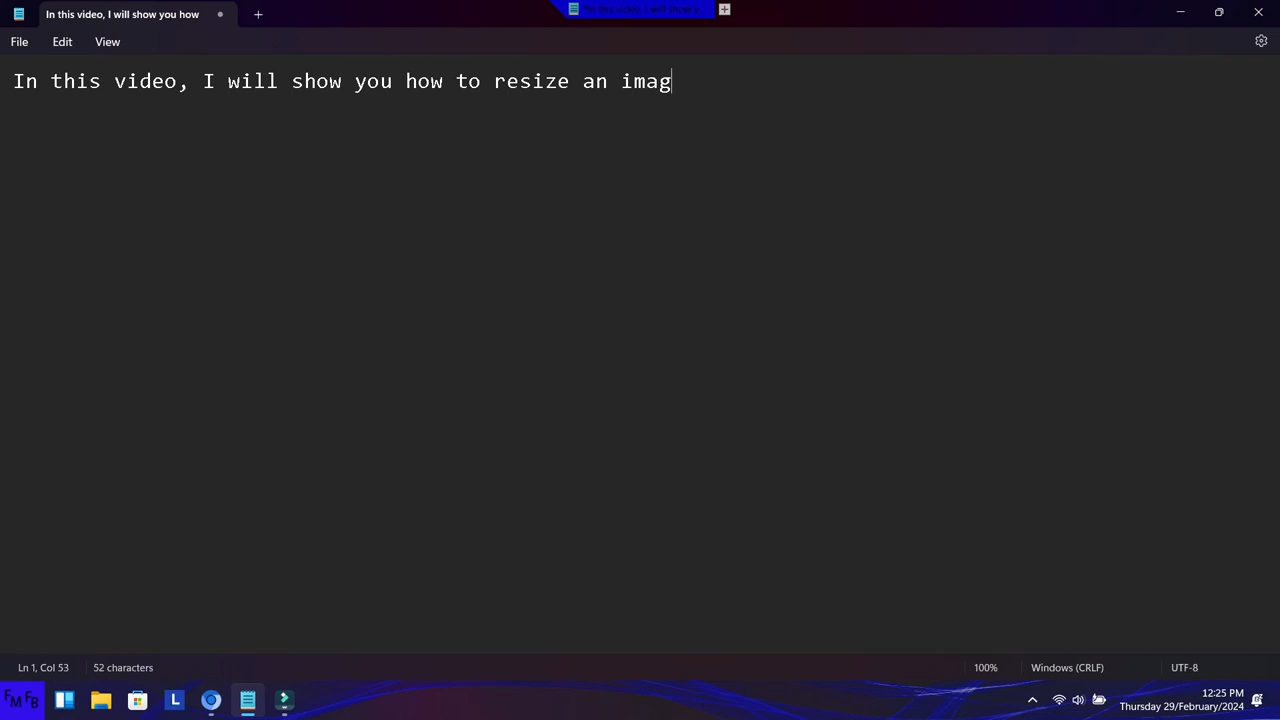 In this video, I will show you how
File Edit View
In this video, I will show you how to resize an imag
Ln 1, Col 53 52 characters 100% Windows (CRLF) UTF-8
FM FB L
12:25 PM
Thursday 29/February/2024